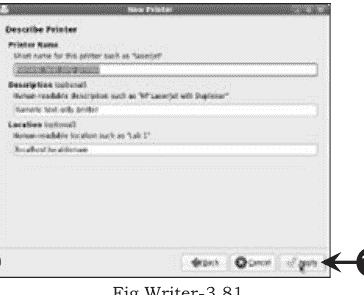 New Printer
Describe Printer
Printer Name
Short name for this printer such as "laserjet"
Description (optional)
Human-readable description such as "HP LaserJet with Duplexer"
Generic text-only printer
Location (optional)
Human-readable location such as "Lab 1"
localhost.localdomain
Back Cancel Apply
Fig Writer-3.81